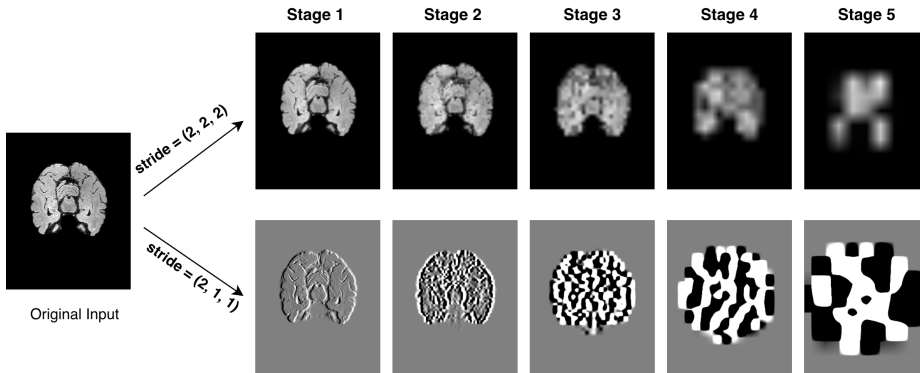 Stage 1 Stage 2 Stage 3 Stage 4 Stage 5
stride = (2, 2, 2)
stride = (2, 1, 1)
Original Input